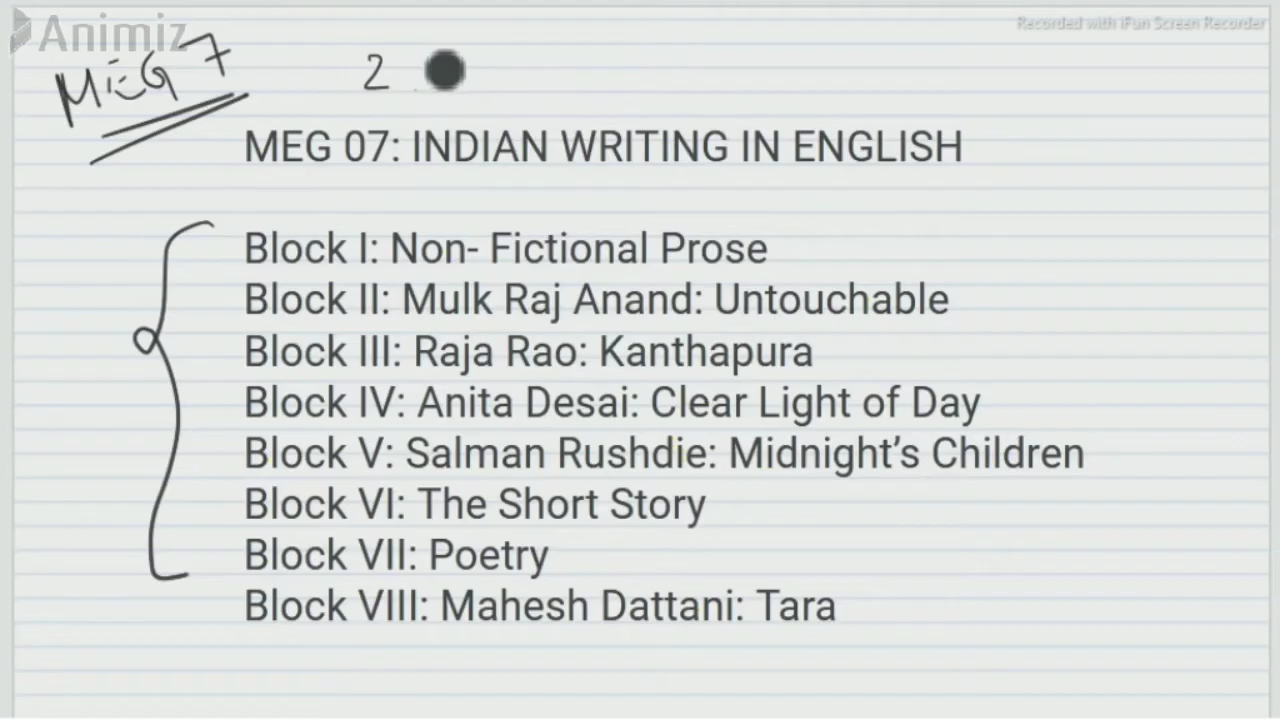 Animiz
Recorded with iFun Screen Recorder
MEG 7
2
MEG 07: INDIAN WRITING IN ENGLISH
Block I: Non- Fictional Prose
Block II: Mulk Raj Anand: Untouchable
Block III: Raja Rao: Kanthapura
Block IV: Anita Desai: Clear Light of Day
Block V: Salman Rushdie: Midnight’s Children
Block VI: The Short Story
Block VII: Poetry
Block VIII: Mahesh Dattani: Tara